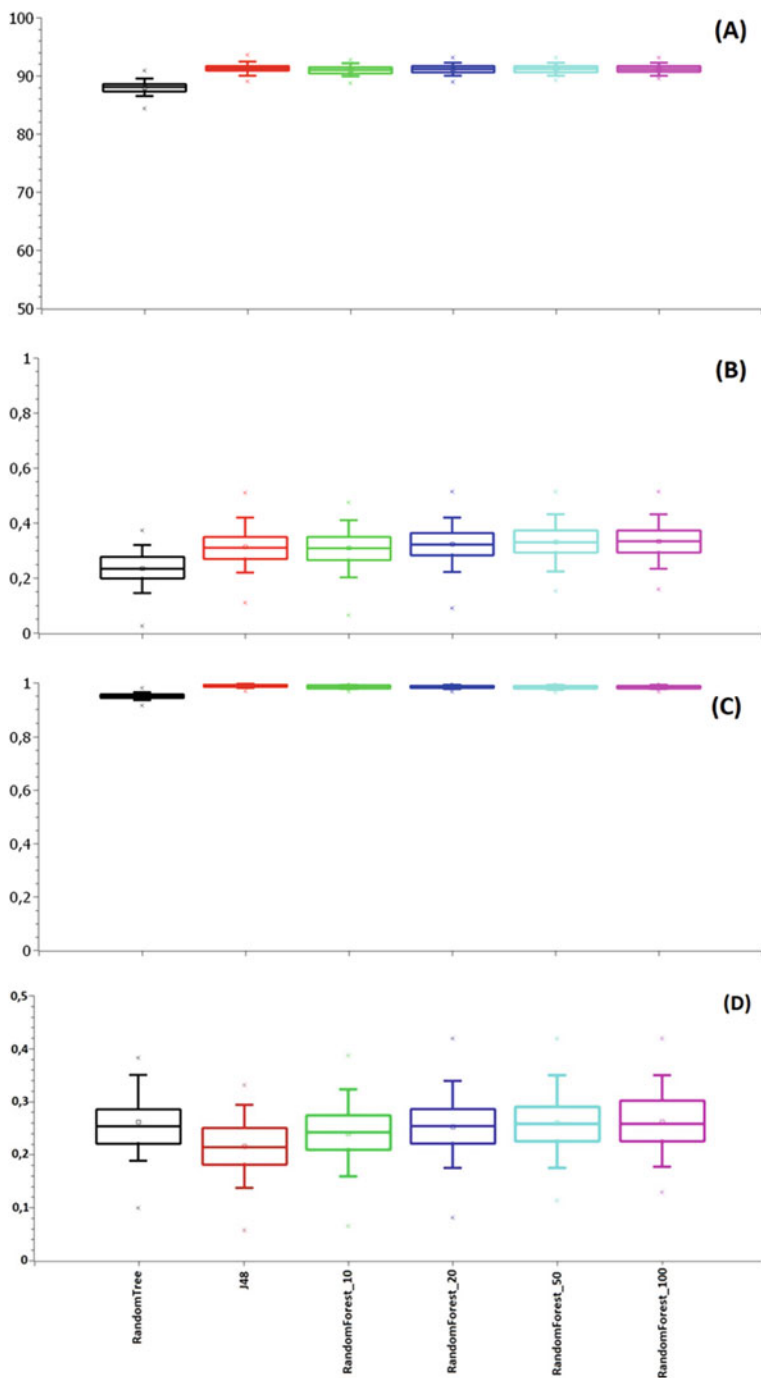 (A)
100
90
80
70
60
50
(B)
1
0,8
0,6
0,4
0,2
0
(C)
1
0,8
0,6
0,4
0,2
0
(D)
0,5
0,4
0,3
0,2
0,1
0
RandomTree
J48
RandomForest_10
RandomForest_20
RandomForest_50
RandomForest_100